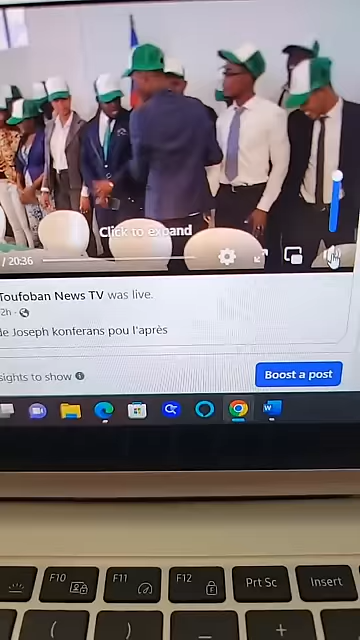 Click to expand
/ 20:36
Toufoban News TV was live.
2h ·
de Joseph konferans pou l'après
sights to show
Boost a post
F10
F11
F12
Prt Sc
Insert
(
)
_
+